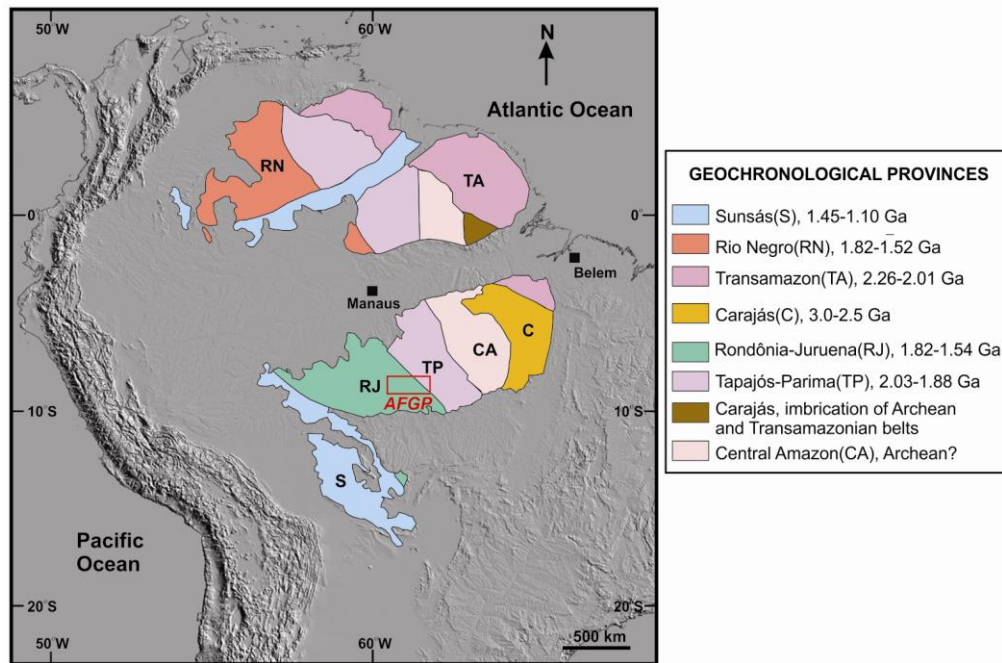 50°W
60°W
N
Atlantic Ocean
RN
TA
0°
0°
Belem
Manaus
C
CA
TP
RJ
AFGP
10°S
10°S
S
Pacific
Ocean
20°S
20°S
500 km
50°W
60°W
GEOCHRONOLOGICAL PROVINCES
Sunsás(S), 1.45-1.10 Ga
Rio Negro(RN), 1.82-1.52 Ga
Transamazon(TA), 2.26-2.01 Ga
Carajás(C), 3.0-2.5 Ga
Rondônia-Juruena(RJ), 1.82-1.54 Ga
Tapajós-Parima(TP), 2.03-1.88 Ga
Carajás, imbrication of Archean
and Transamazonian
belts
Central Amazon(CA), Archean?